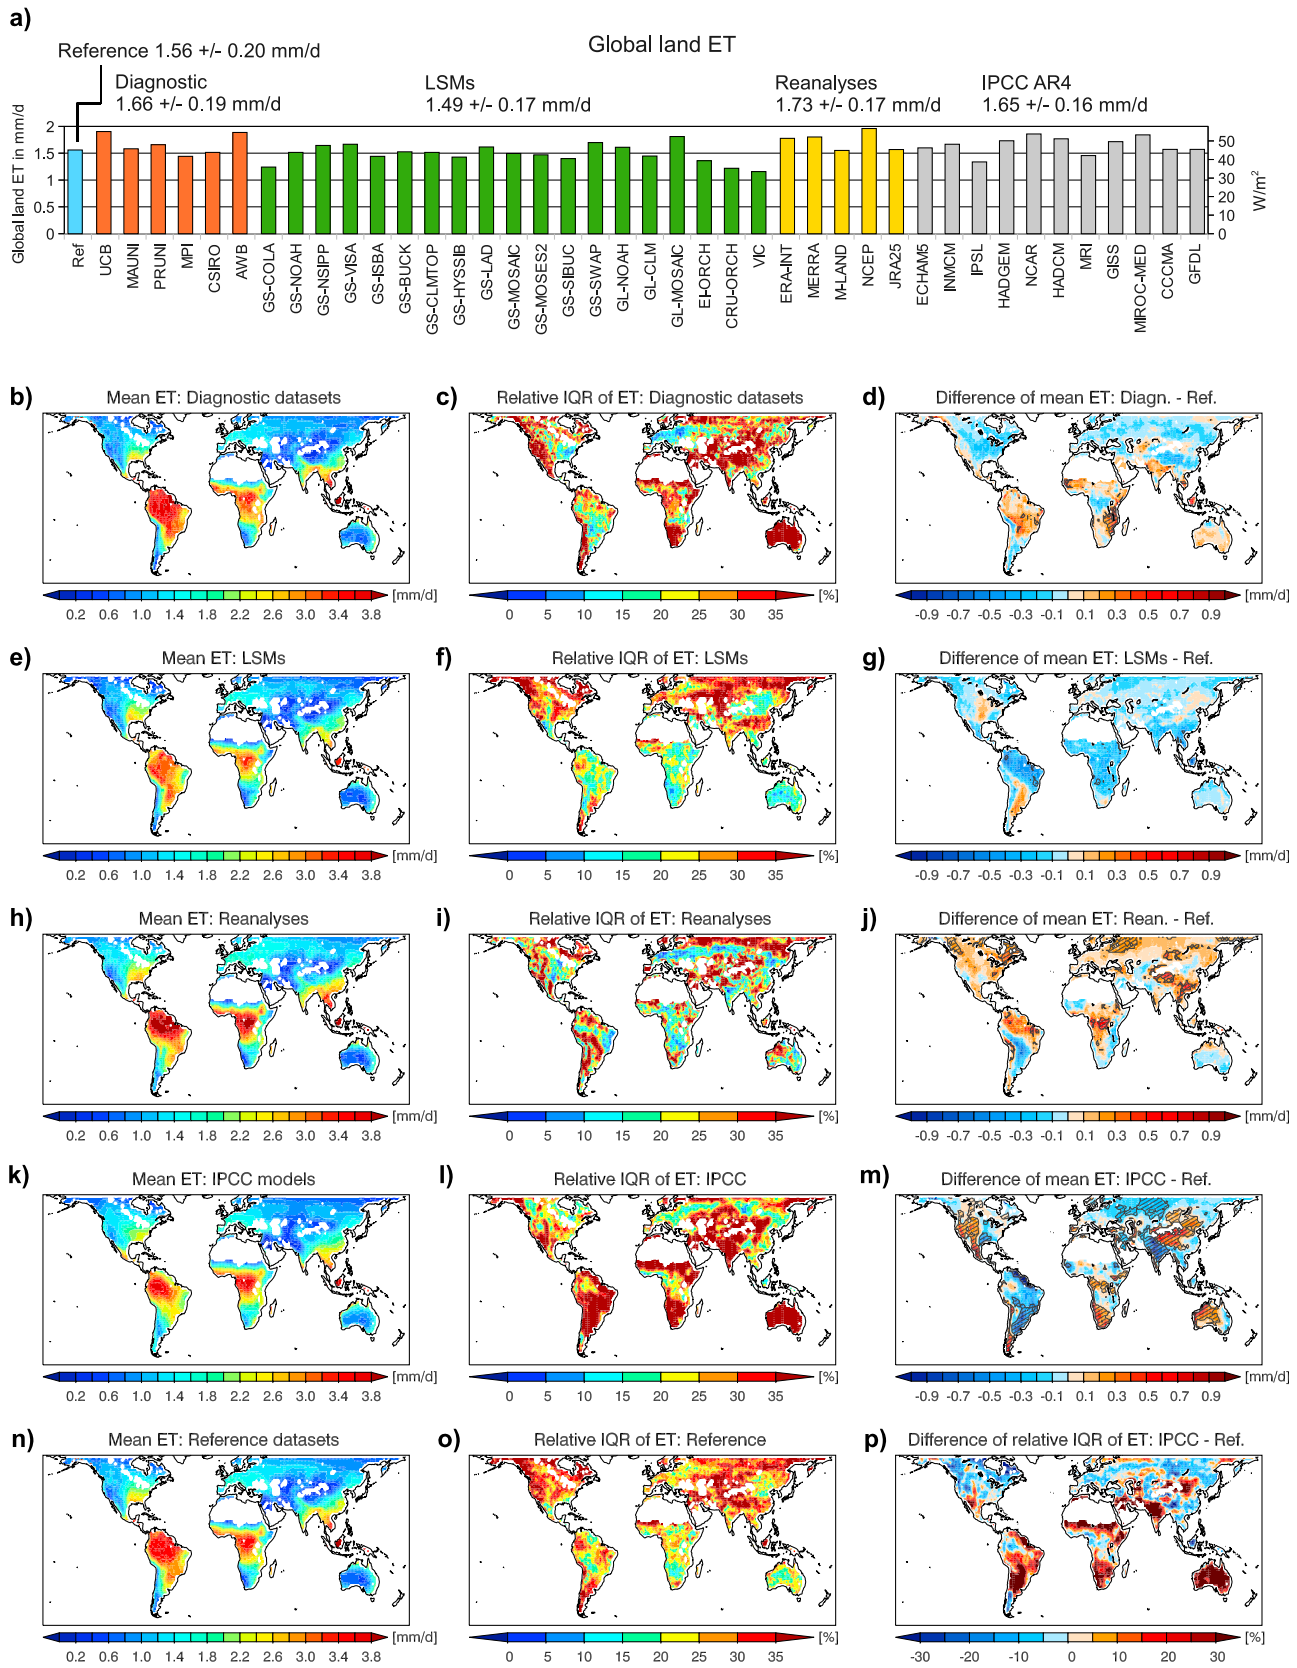 a)
Global land ET
Reference 1.56 +/- 0.20 mm/d
Diagnostic
1.66 +/- 0.19 mm/d
LSMs
1.49 +/- 0.17 mm/d
Reanalyses
1.73 +/- 0.17 mm/d
IPCC AR4
1.65 +/- 0.16 mm/d
Global land ET in mm/d
2
1.5
1
0.5
0
50
40
30
20
10
0
W/m²
Ref
UCB
MAUNI
PRUNI
MPI
CSIRO
AWB
GS-COLA
GS-NOAH
GS-NSIPP
GS-VISA
GS-ISBA
GS-BUCK
GS-CLMTOP
GS-HYSSIB
GS-LAD
GS-MOSAIC
GS-MOSES2
GS-SIBUC
GS-SWAP
GL-NOAH
GL-CLM
GL-MOSAIC
EI-ORCH
CRU-ORCH
VIC
ERA-INT
MERRA
M-LAND
NCEP
JRA25
ECHAM5
INMCM
IPSL
HADGEM
NCAR
HADCM
MRI
GISS
MIROC-MED
CCCMA
GFDL
b) Mean ET: Diagnostic datasets
0.2 0.6 1.0 1.4 1.8 2.2 2.6 3.0 3.4 3.8 [mm/d]
c) Relative IQR of ET: Diagnostic datasets
0 5 10 15 20 25 30 35 [%]
d) Difference of mean ET: Diagn. - Ref.
-0.9 -0.7 -0.5 -0.3 -0.1 0.1 0.3 0.5 0.7 0.9 [mm/d]
e) Mean ET: LSMs
0.2 0.6 1.0 1.4 1.8 2.2 2.6 3.0 3.4 3.8 [mm/d]
f) Relative IQR of ET: LSMs
0 5 10 15 20 25 30 35 [%]
g) Difference of mean ET: LSMs - Ref.
-0.9 -0.7 -0.5 -0.3 -0.1 0.1 0.3 0.5 0.7 0.9 [mm/d]
h) Mean ET: Reanalyses
0.2 0.6 1.0 1.4 1.8 2.2 2.6 3.0 3.4 3.8 [mm/d]
i) Relative IQR of ET: Reanalyses
0 5 10 15 20 25 30 35 [%]
j) Difference of mean ET: Rean. - Ref.
-0.9 -0.7 -0.5 -0.3 -0.1 0.1 0.3 0.5 0.7 0.9 [mm/d]
k) Mean ET: IPCC models
0.2 0.6 1.0 1.4 1.8 2.2 2.6 3.0 3.4 3.8 [mm/d]
l) Relative IQR of ET: IPCC
0 5 10 15 20 25 30 35 [%]
m) Difference of mean ET: IPCC - Ref.
-0.9 -0.7 -0.5 -0.3 -0.1 0.1 0.3 0.5 0.7 0.9 [mm/d]
n) Mean ET: Reference datasets
0.2 0.6 1.0 1.4 1.8 2.2 2.6 3.0 3.4 3.8 [mm/d]
o) Relative IQR of ET: Reference
0 5 10 15 20 25 30 35 [%]
p) Difference of relative IQR of ET: IPCC - Ref.
-30 -20 -10 0 10 20 30 [%]